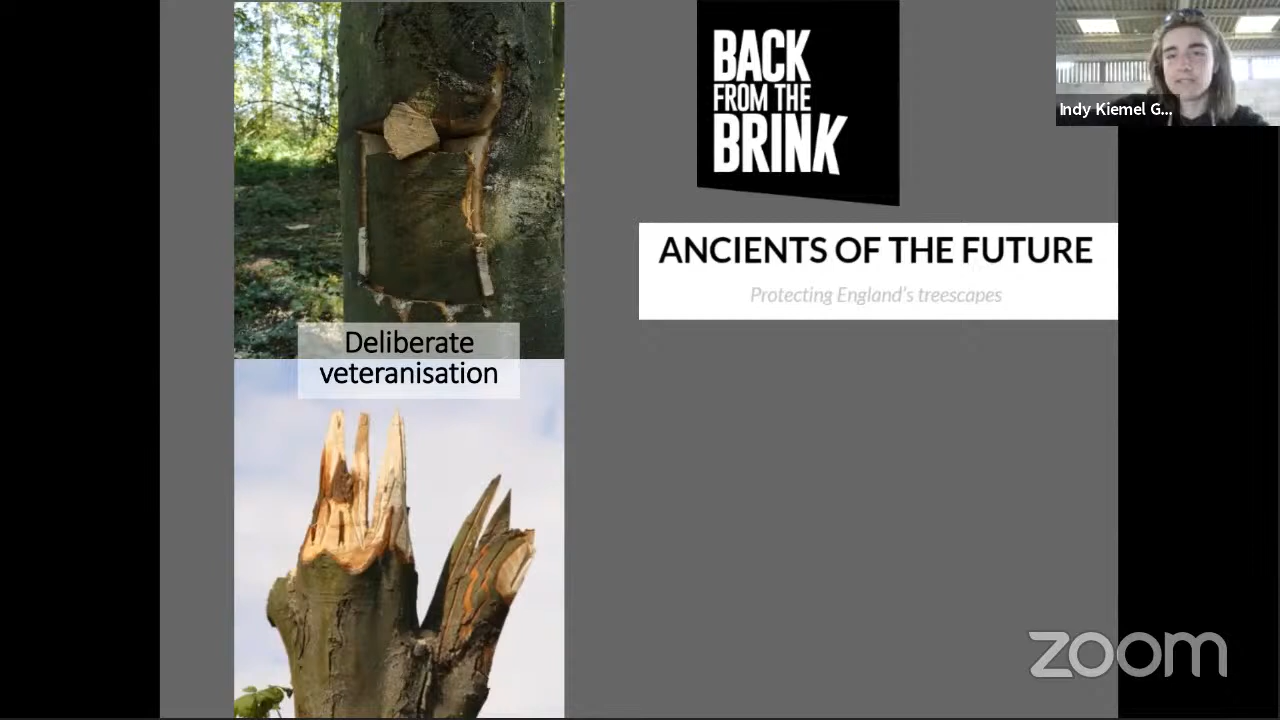 BACK
FROM THE
BRINK
Indy Kiemel G...
ANCIENTS OF THE FUTURE
Protecting England's treescapes
Deliberate
veteranisation
zoom